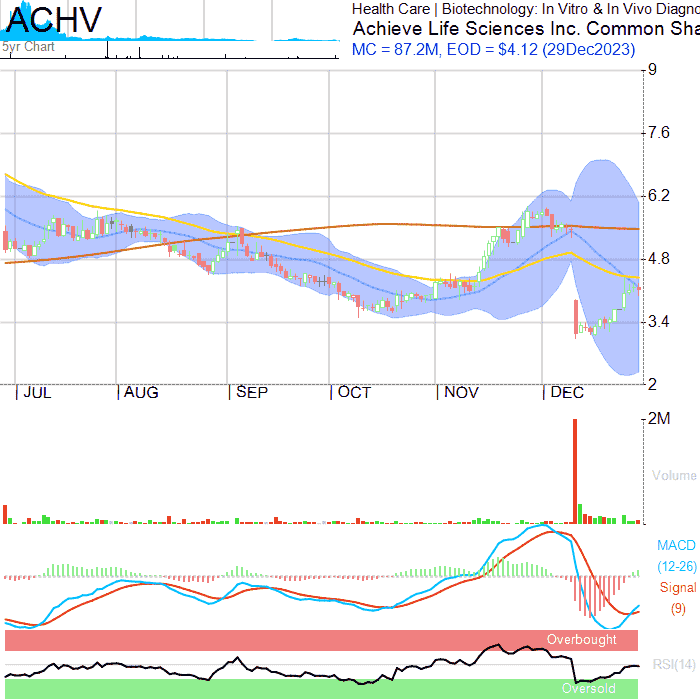 ACHV
5yr Chart
Health Care | Biotechnology: In Vitro & In Vivo Diagno
Achieve Life Sciences Inc. Common Sha
MC = 87.2M, EOD = $4.12 (29Dec2023)
9
7.6
6.2
4.8
3.4
2
| JUL | AUG | SEP | OCT | NOV | DEC
2M
Volume
MACD
(12-26)
Signal
(9)
Overbought
RSI(14)
Oversold